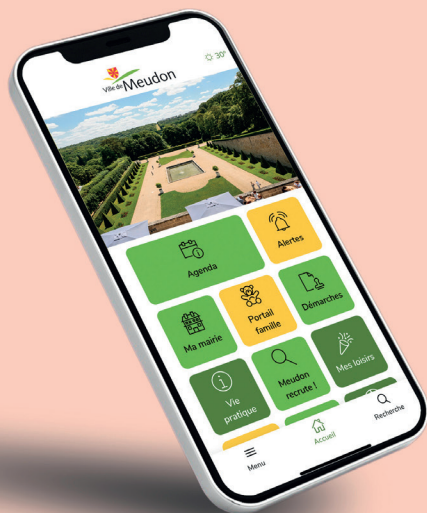 Ville de Meudon
30°
Agenda
Alertes
Ma mairie
Portail
famille
Démarches
Vie
pratique
Meudon
recrute !
Mes loisirs
Menu
Accueil
Recherche